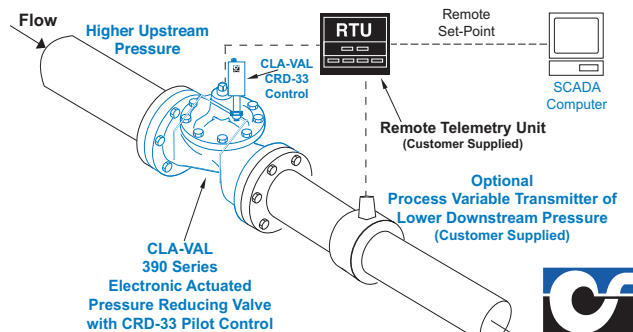 Flow
Higher Upstream
Pressure
CLA-VAL
CRD-33
Control
RTU
Remote
Set-Point
SCADA
Computer
Remote Telemetry Unit
(Customer Supplied)
Optional
Process Variable Transmitter of
Lower Downstream Pressure
(Customer Supplied)
CLA-VAL
390 Series
Electronic Actuated
Pressure Reducing Valve
with CRD-33 Pilot Control